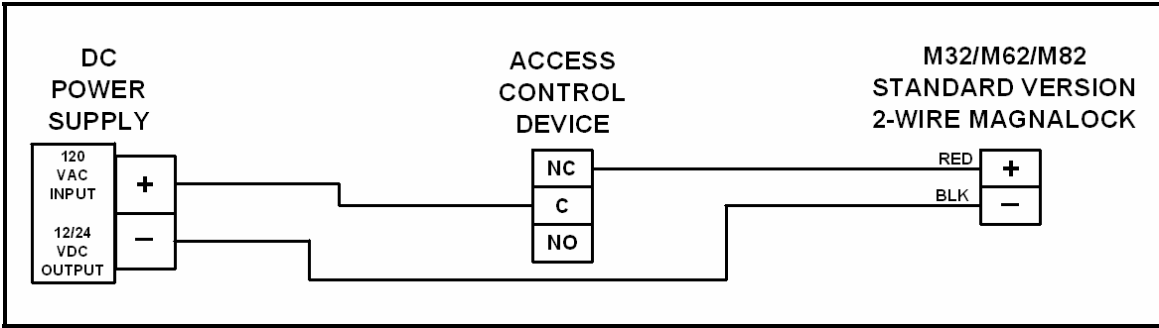 DC
POWER
SUPPLY
120
VAC
INPUT
12/24
VDC
OUTPUT
+
–
ACCESS
CONTROL
DEVICE
NC
C
NO
M32/M62/M82
STANDARD VERSION
2-WIRE MAGNALOCK
RED
BLK
+
–